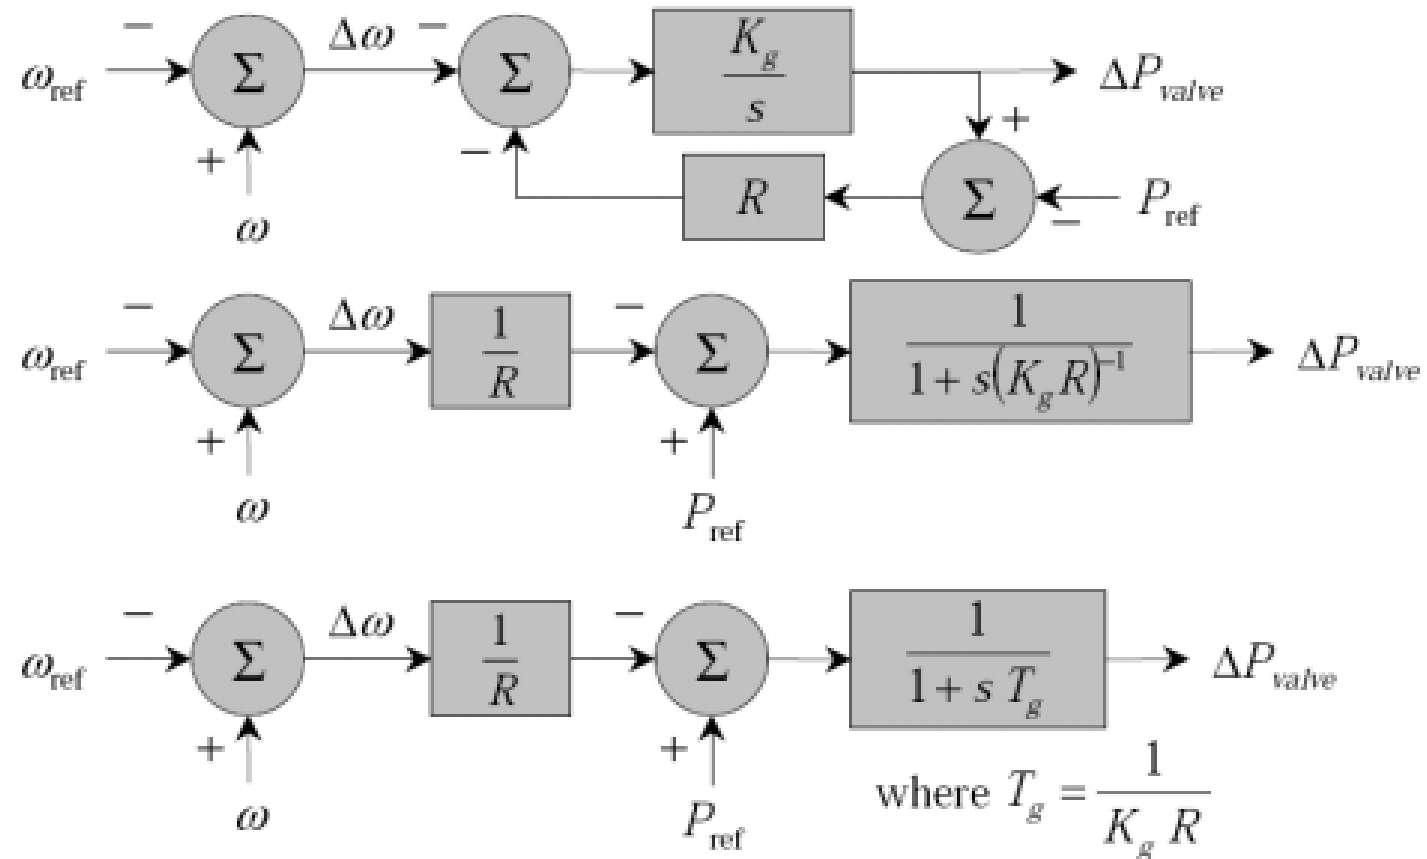 − Δω − K_g
ω_ref Σ Σ — ΔP_valve
s +
+ − R Σ P_ref
ω −
− Δω 1 − 1
ω_ref Σ — Σ — ΔP_valve
R 1 + s(K_g R)^−1
+ +
ω P_ref
− Δω 1 − 1
ω_ref Σ — Σ — ΔP_valve
R 1 + s T_g
+ + 1
where T_g = —
ω P_ref K_g R